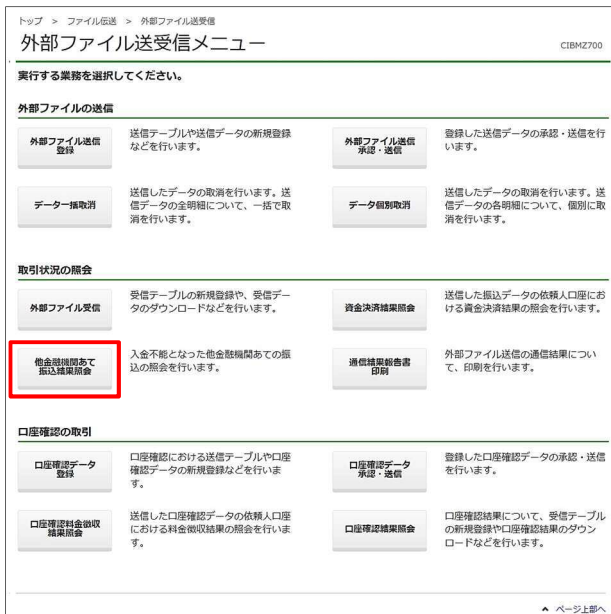 トップ > ファイル伝送 > 外部ファイル送受信
外部ファイル送受信メニュー
CIBMZ700
実行する業務を選択してください。
外部ファイルの送信
外部ファイル送信
登録
送信テーブルや送信データの新規登録
などを行います。
外部ファイル送信
承認・送信
登録した送信データの承認・送信を行
います。
データ一括取消
送信したデータの取消を行います。送
信データの全明細について、一括で取
消を行います。
データ個別取消
送信したデータの取消を行います。送
信データの各明細について、個別に取
消を行います。
取引状況の照会
外部ファイル受信
受信テーブルの新規登録や、受信デー
タのダウンロードなどを行います。
資金決済結果照会
送信した振込データの依頼人口座にお
ける資金決済結果の照会を行います。
他金融機関あて
振込結果照会
入金不能となった他金融機関あての振
込の照会を行います。
通信結果報告書
印刷
外部ファイル送信の通信結果につい
て、印刷を行います。
口座確認の取引
口座確認データ
登録
口座確認における送信テーブルや口座
確認データの新規登録などを行いま
す。
口座確認データ
承認・送信
登録した口座確認データの承認・送信
を行います。
口座確認料金徴収
結果照会
送信した口座確認データの依頼人口座
における料金徴収結果の照会を行いま
す。
口座確認結果照会
口座確認結果について、受信テーブル
の新規登録や口座確認結果のダウン
ロードなどを行います。
ページ上部へ